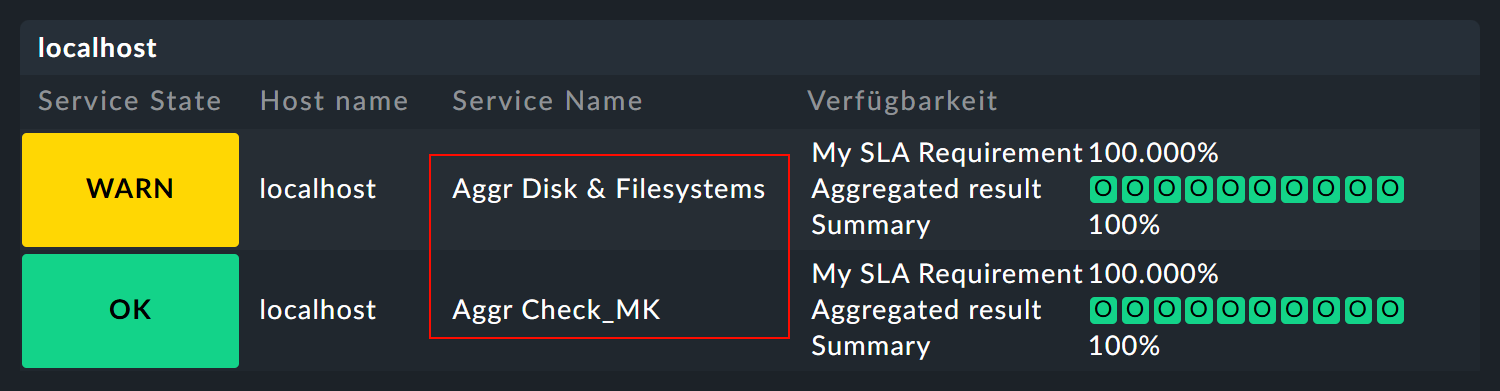 localhost
Service State Host name Service Name Verfügbarkeit
My SLA Requirement 100.000%
WARN localhost Aggr Disk & Filesystems Aggregated result O O O O O O O O O O
Summary 100%
My SLA Requirement 100.000%
OK localhost Aggr Check_MK Aggregated result O O O O O O O O O O
Summary 100%